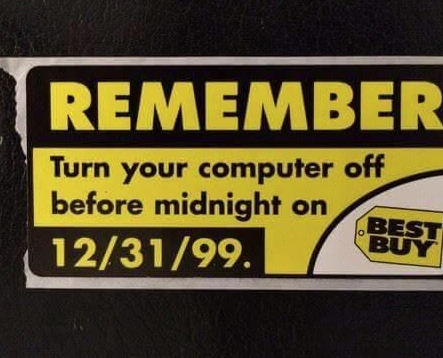 REMEMBER
Turn your computer off
before midnight on
12/31/99.
BEST
BUY